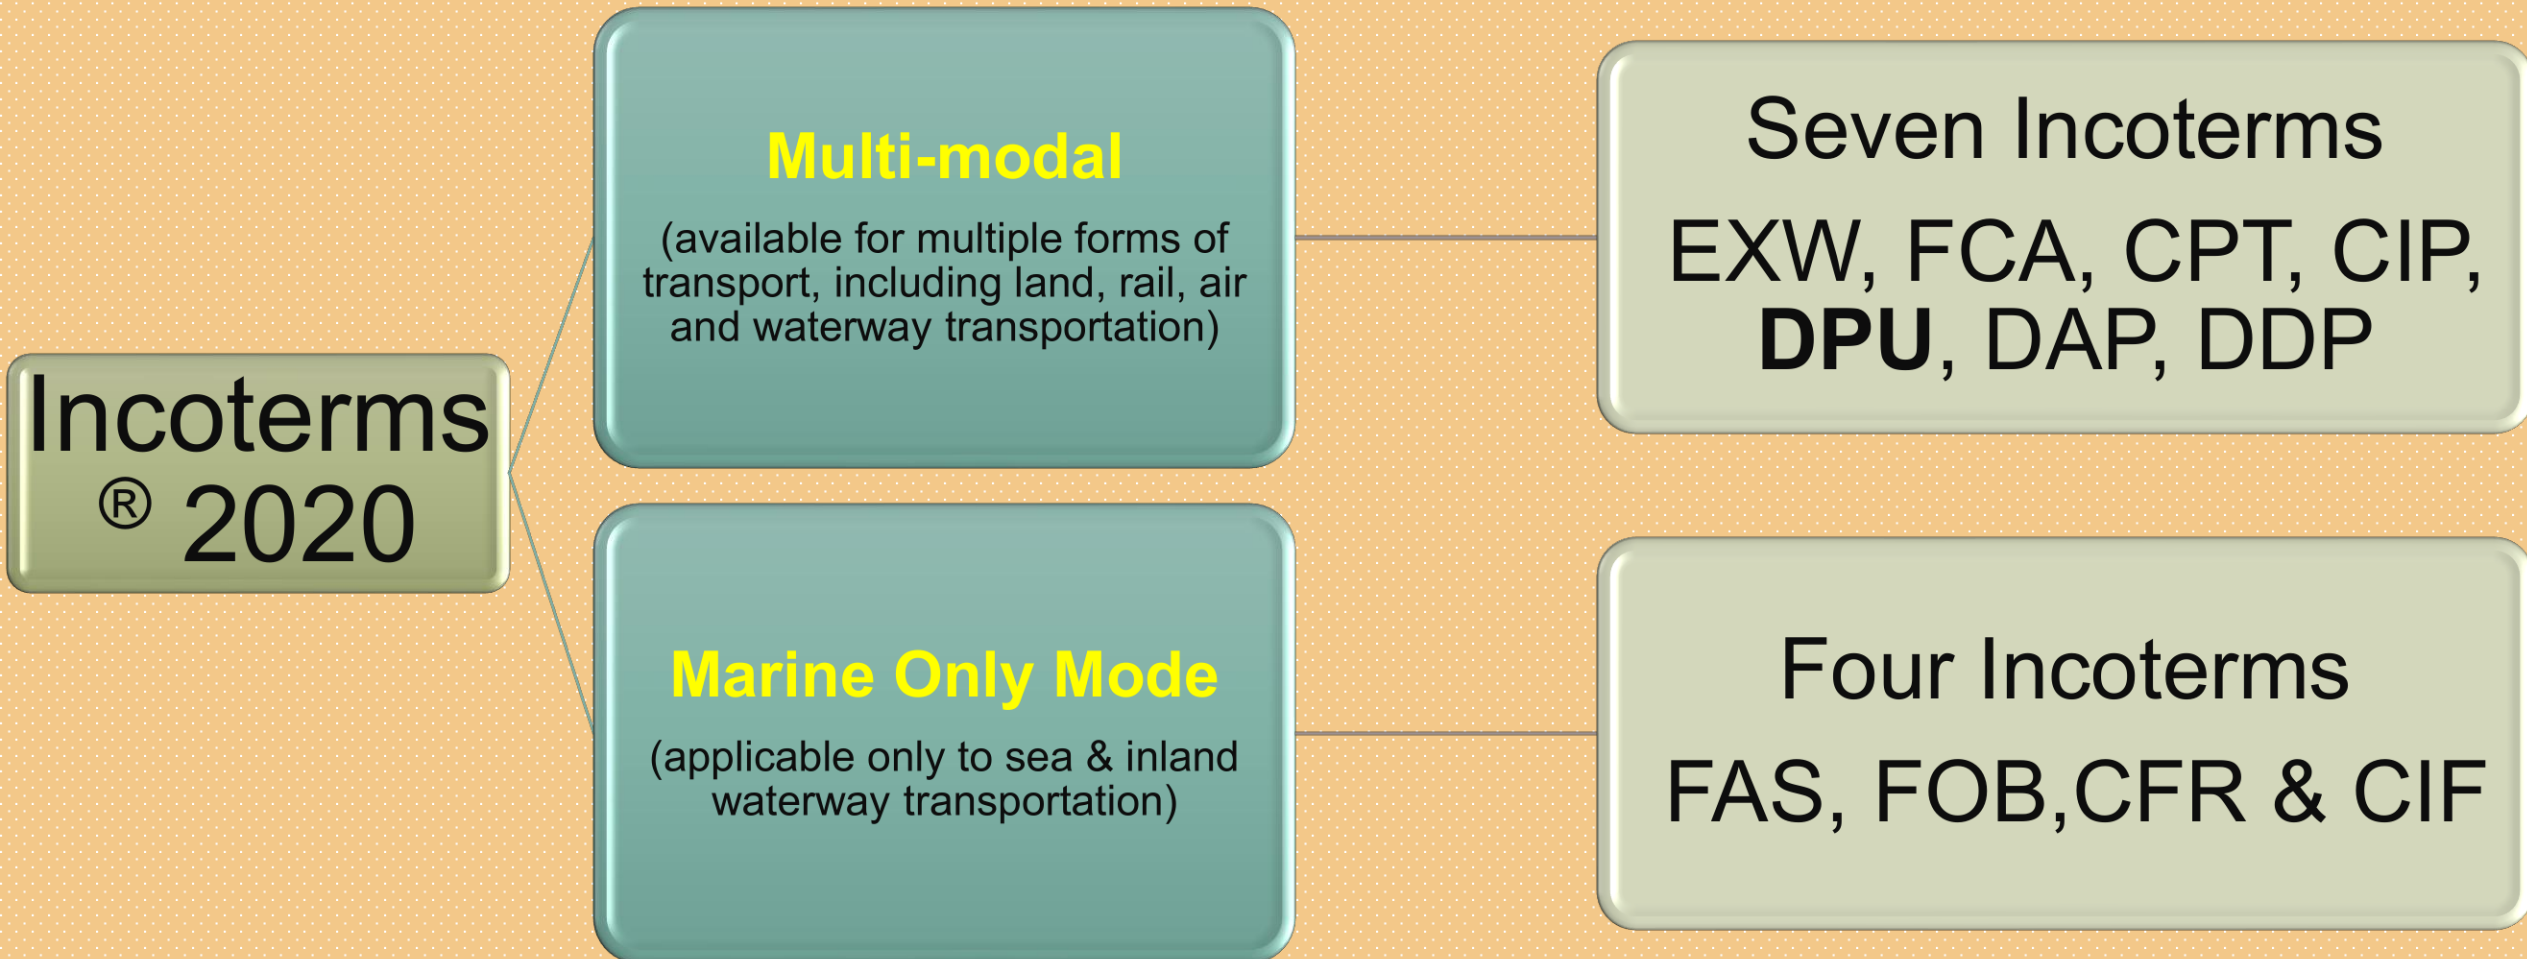 Incoterms
® 2020
Multi-modal
(available for multiple forms of
transport, including land, rail, air
and waterway transportation)
Seven Incoterms
EXW, FCA, CPT, CIP,
DPU, DAP, DDP
Marine Only Mode
(applicable only to sea & inland
waterway transportation)
Four Incoterms
FAS, FOB,CFR & CIF